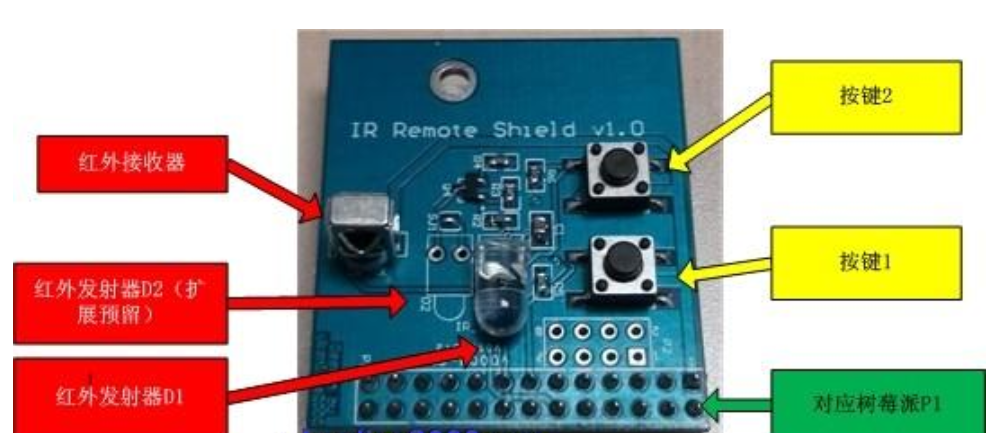 按键2
IR Remote Shield v1.0
红外接收器
按键1
红外发射器D2（扩
展预留）
红外发射器D1
对应树莓派P1